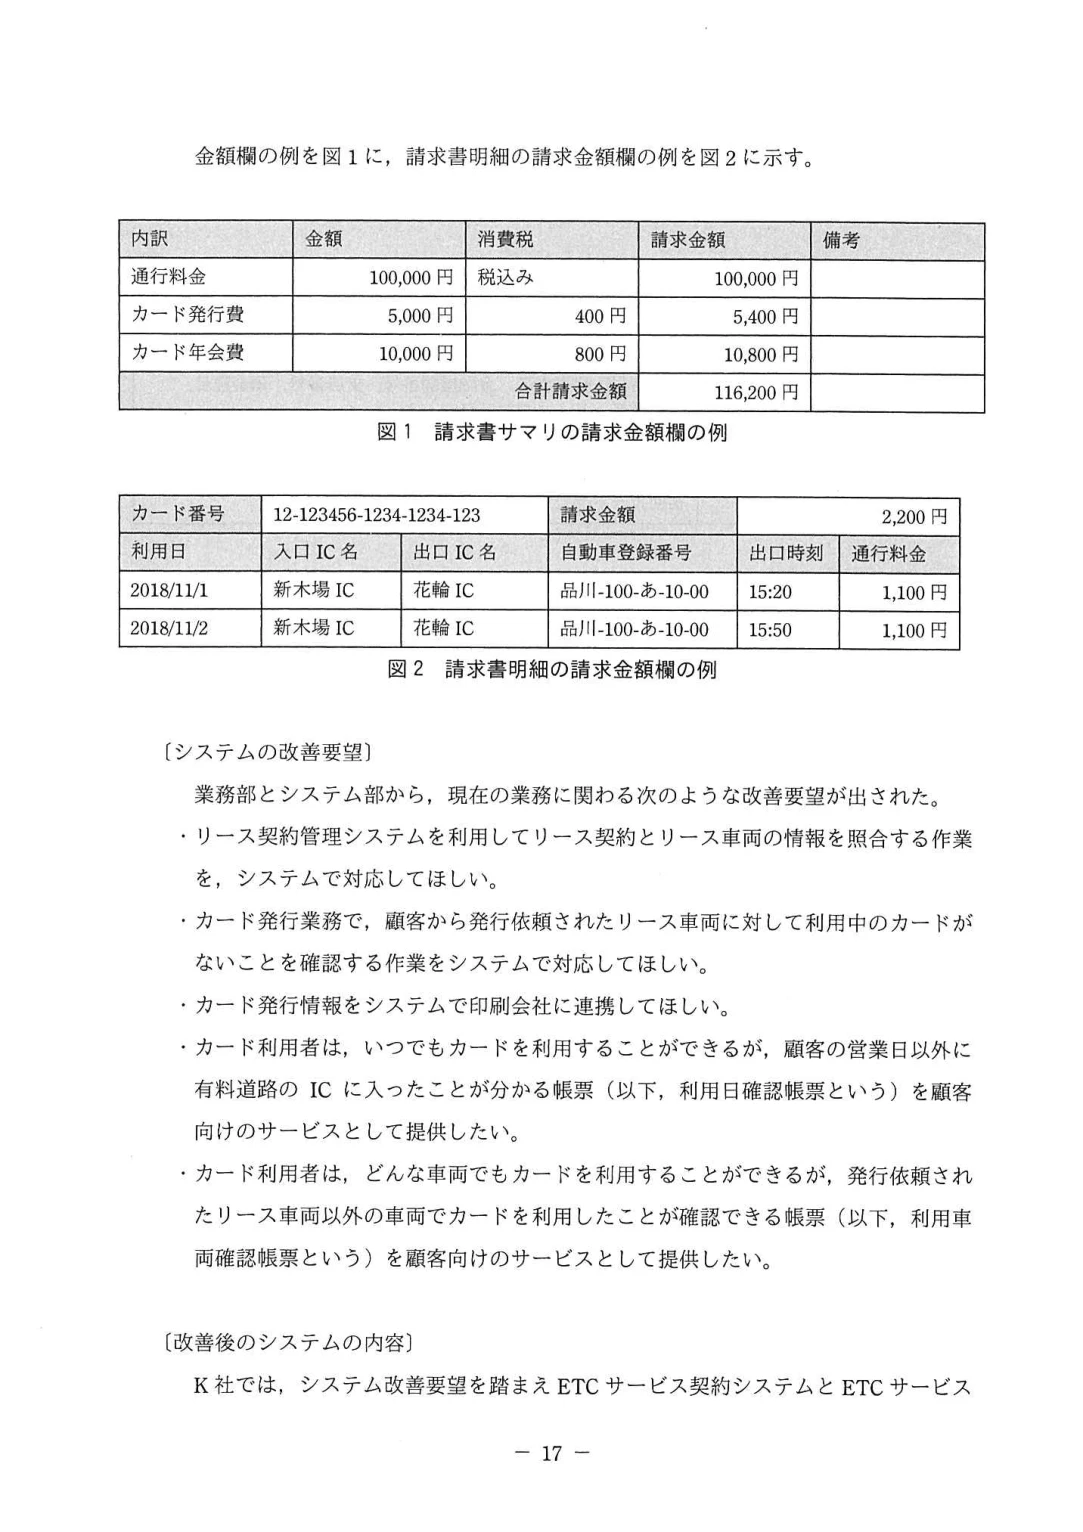 金額欄の例を図1に，請求書明細の請求金額欄の例を図2に示す。
内訳 金額 消費税 請求金額 備考
通行料金 100,000円 税込み 100,000円
カード発行費 5,000円 400円 5,400円
カード年会費 10,000円 800円 10,800円
合計請求金額 116,200円
図1　請求書サマリの請求金額欄の例
カード番号 12-123456-1234-1234-123 請求金額 2,200円
利用日 入口IC名 出口IC名 自動車登録番号 出口時刻 通行料金
2018/11/1 新木場IC 花輪IC 品川-100-あ-10-00 15:20 1,100円
2018/11/2 新木場IC 花輪IC 品川-100-あ-10-00 15:50 1,100円
図2　請求書明細の請求金額欄の例
〔システムの改善要望〕
業務部とシステム部から，現在の業務に関わる次のような改善要望が出された。
・リース契約管理システムを利用してリース契約とリース車両の情報を照合する作業
を，システムで対応してほしい。
・カード発行業務で，顧客から発行依頼されたリース車両に対して利用中のカードが
ないことを確認する作業をシステムで対応してほしい。
・カード発行情報をシステムで印刷会社に連携してほしい。
・カード利用者は，いつでもカードを利用することができるが，顧客の営業日以外に
有料道路の IC に入ったことが分かる帳票（以下，利用日確認帳票という）を顧客
向けのサービスとして提供したい。
・カード利用者は，どんな車両でもカードを利用することができるが，発行依頼され
たリース車両以外の車両でカードを利用したことが確認できる帳票（以下，利用車
両確認帳票という）を顧客向けのサービスとして提供したい。
〔改善後のシステムの内容〕
K社では，システム改善要望を踏まえETCサービス契約システムとETCサービス
－ 17 －